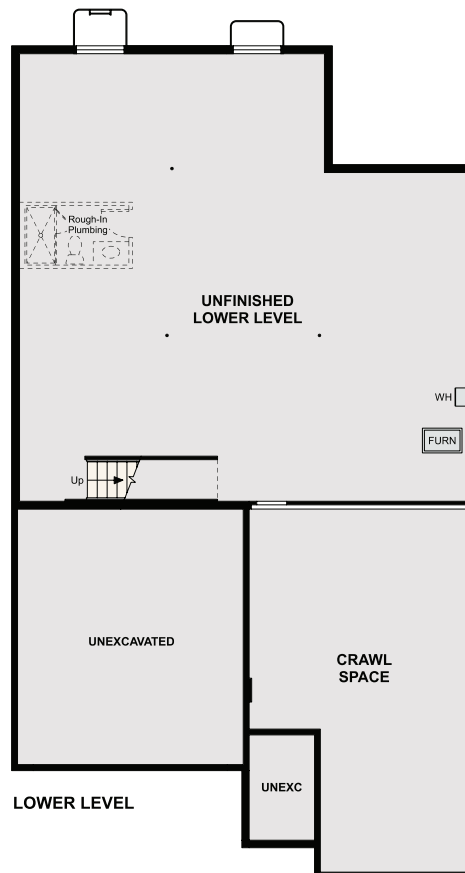 Rough-In
Plumbing
UNFINISHED
LOWER LEVEL
WH
FURN
Up
UNEXCAVATED
CRAWL
SPACE
UNEXC
LOWER LEVEL